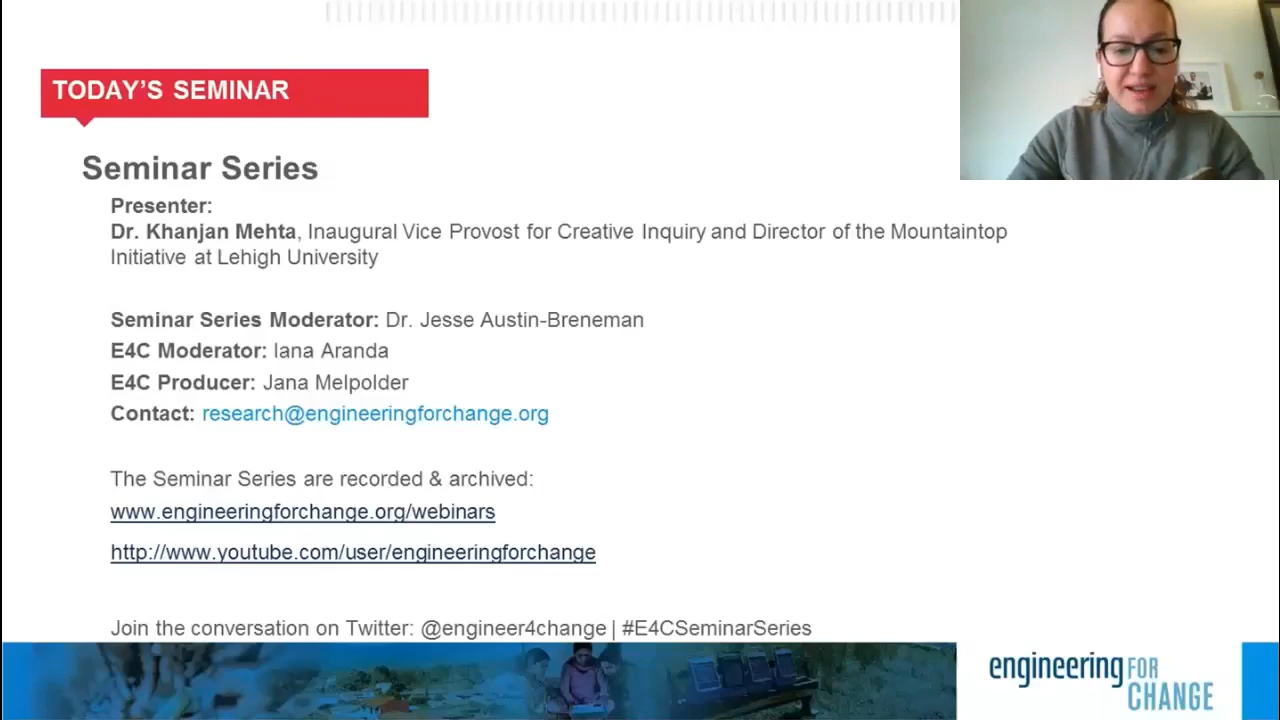 TODAY'S SEMINAR
Seminar Series
Presenter:
Dr. Khanjan Mehta, Inaugural Vice Provost for Creative Inquiry and Director of the Mountaintop
Initiative at Lehigh University
Seminar Series Moderator: Dr. Jesse Austin-Breneman
E4C Moderator: Iana Aranda
E4C Producer: Jana Melpolder
Contact: research@engineeringforchange.org
The Seminar Series are recorded & archived:
www.engineeringforchange.org/webinars
http://www.youtube.com/user/engineeringforchange
Join the conversation on Twitter: @engineer4change | #E4CSeminarSeries
engineering FOR
CHANGE